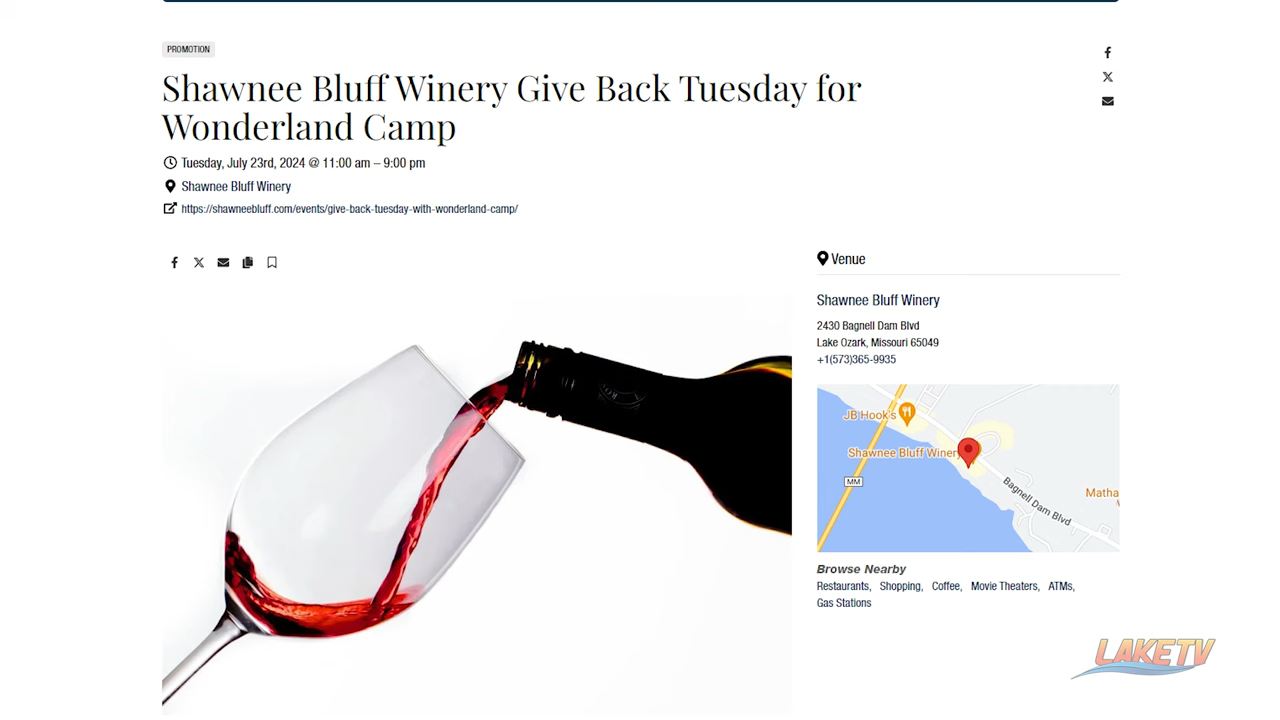 PROMOTION
Shawnee Bluff Winery Give Back Tuesday for
Wonderland Camp
Tuesday, July 23rd, 2024 @ 11:00 am – 9:00 pm
Shawnee Bluff Winery
https://shawneebluff.com/events/give-back-tuesday-with-wonderland-camp/
Venue
Shawnee Bluff Winery
2430 Bagnell Dam Blvd
Lake Ozark, Missouri 65049
+1(573)365-9935
JB Hook's
Shawnee Bluff Winery
MM
Bagnell Dam Blvd
Matha
Browse Nearby
Restaurants, Shopping, Coffee, Movie Theaters, ATMs,
Gas Stations
LAKETV